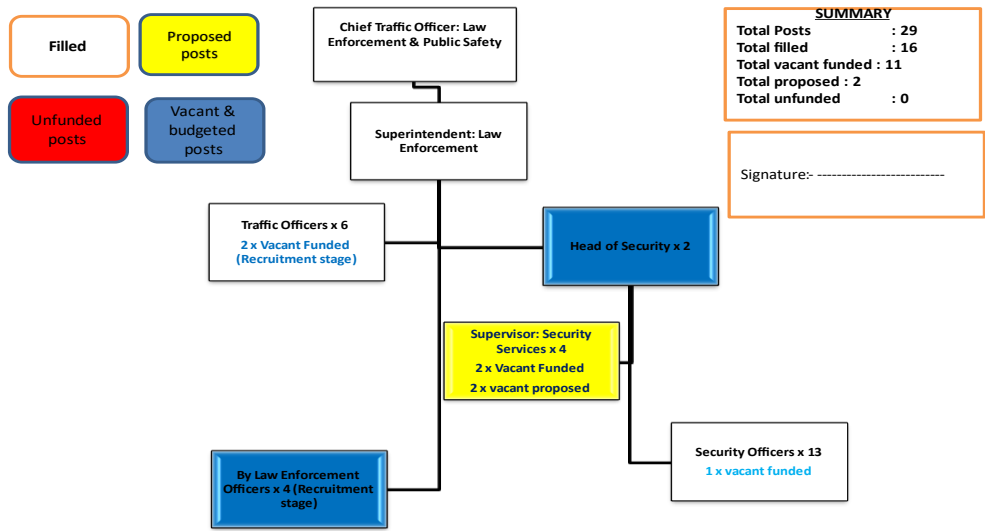 Filled
Proposed
posts
Unfunded
posts
Vacant &
budgeted
posts
Chief Traffic Officer: Law
Enforcement & Public Safety
SUMMARY
Total Posts : 29
Total filled : 16
Total vacant funded : 11
Total proposed : 2
Total unfunded : 0
Superintendent: Law
Enforcement
Signature:- --------------------------
Traffic Officers x 6
2 x Vacant Funded
(Recruitment stage)
Head of Security x 2
Supervisor: Security
Services x 4
2 x Vacant Funded
2 x vacant proposed
Security Officers x 13
1 x vacant funded
By Law Enforcement
Officers x 4 (Recruitment
stage)